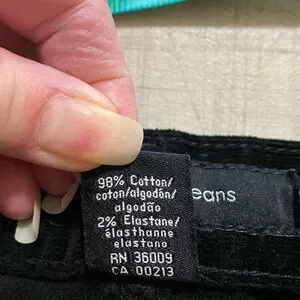 98% Cotton/
coton/algodón/
algodão
2% Elastane/
élasthanne
elastano
RN 36009
CA 00213
eans